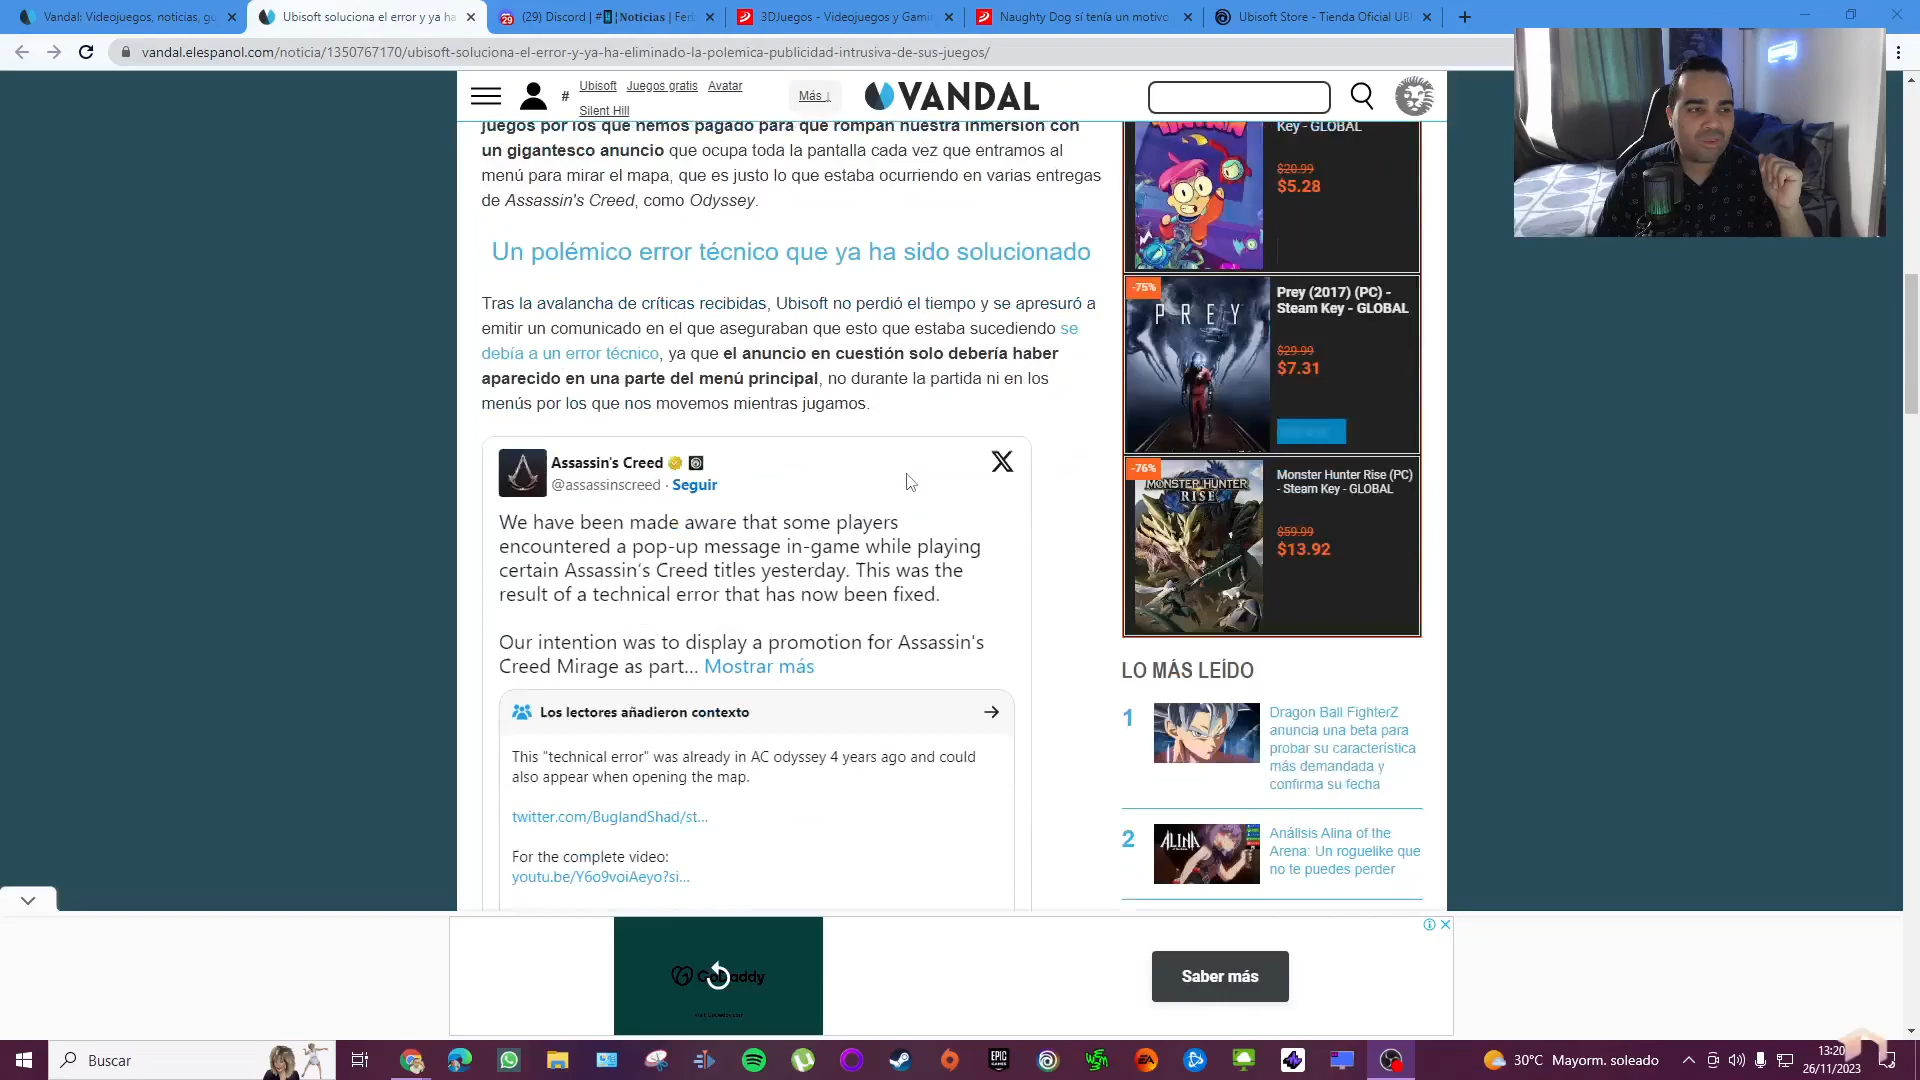 Vandal: Videojuegos, noticias, gu
Ubisoft soluciona el error y ya ha
(29) Discord | #
Noticias | Feri
3DJuegos - Videojuegos y Gamin
Naughty Dog sí tenía un motivo
Ubisoft Store - Tienda Oficial UB
vandal.elespanol.com/noticia/1350767170/ubisoft-soluciona-el-error-y-ya-ha-eliminado-la-polemica-publicidad-intrusiva-de-sus-juegos/
# Ubisoft Juegos gratis Avatar
Silent Hill
Más ↓
VANDAL
juegos por los que hemos pagado para que rompan nuestra inmersión con
un gigantesco anuncio que ocupa toda la pantalla cada vez que entramos al
menú para mirar el mapa, que es justo lo que estaba ocurriendo en varias entregas
de Assassin's Creed, como Odyssey.
Un polémico error técnico que ya ha sido solucionado
Tras la avalancha de críticas recibidas, Ubisoft no perdió el tiempo y se apresuró a
emitir un comunicado en el que aseguraban que esto que estaba sucediendo se
debía a un error técnico, ya que el anuncio en cuestión solo debería haber
aparecido en una parte del menú principal, no durante la partida ni en los
menús por los que nos movemos mientras jugamos.
Assassin's Creed
@assassinscreed · Seguir
We have been made aware that some players
encountered a pop-up message in-game while playing
certain Assassin's Creed titles yesterday. This was the
result of a technical error that has now been fixed.
Our intention was to display a promotion for Assassin's
Creed Mirage as part... Mostrar más
Los lectores añadieron contexto
This "technical error" was already in AC odyssey 4 years ago and could
also appear when opening the map.
twitter.com/BuglandShad/st...
For the complete video:
youtu.be/Y6o9voiAeyo?si...
Key - GLOBAL
$20.99
$5.28
-75%
PREY
Prey (2017) (PC) -
Steam Key - GLOBAL
$29.99
$7.31
-76%
MONSTER HUNTER
RISE
Monster Hunter Rise (PC)
- Steam Key - GLOBAL
$59.99
$13.92
LO MÁS LEÍDO
1
Dragon Ball FighterZ
anuncia una beta para
probar su característica
más demandada y
confirma su fecha
2
ALINA
Análisis Alina of the
Arena: Un roguelike que
no te puedes perder
GoDaddy
Saber más
Buscar
EPIC
GAMES
EA
30°C Mayorm. soleado
13:20
26/11/2023